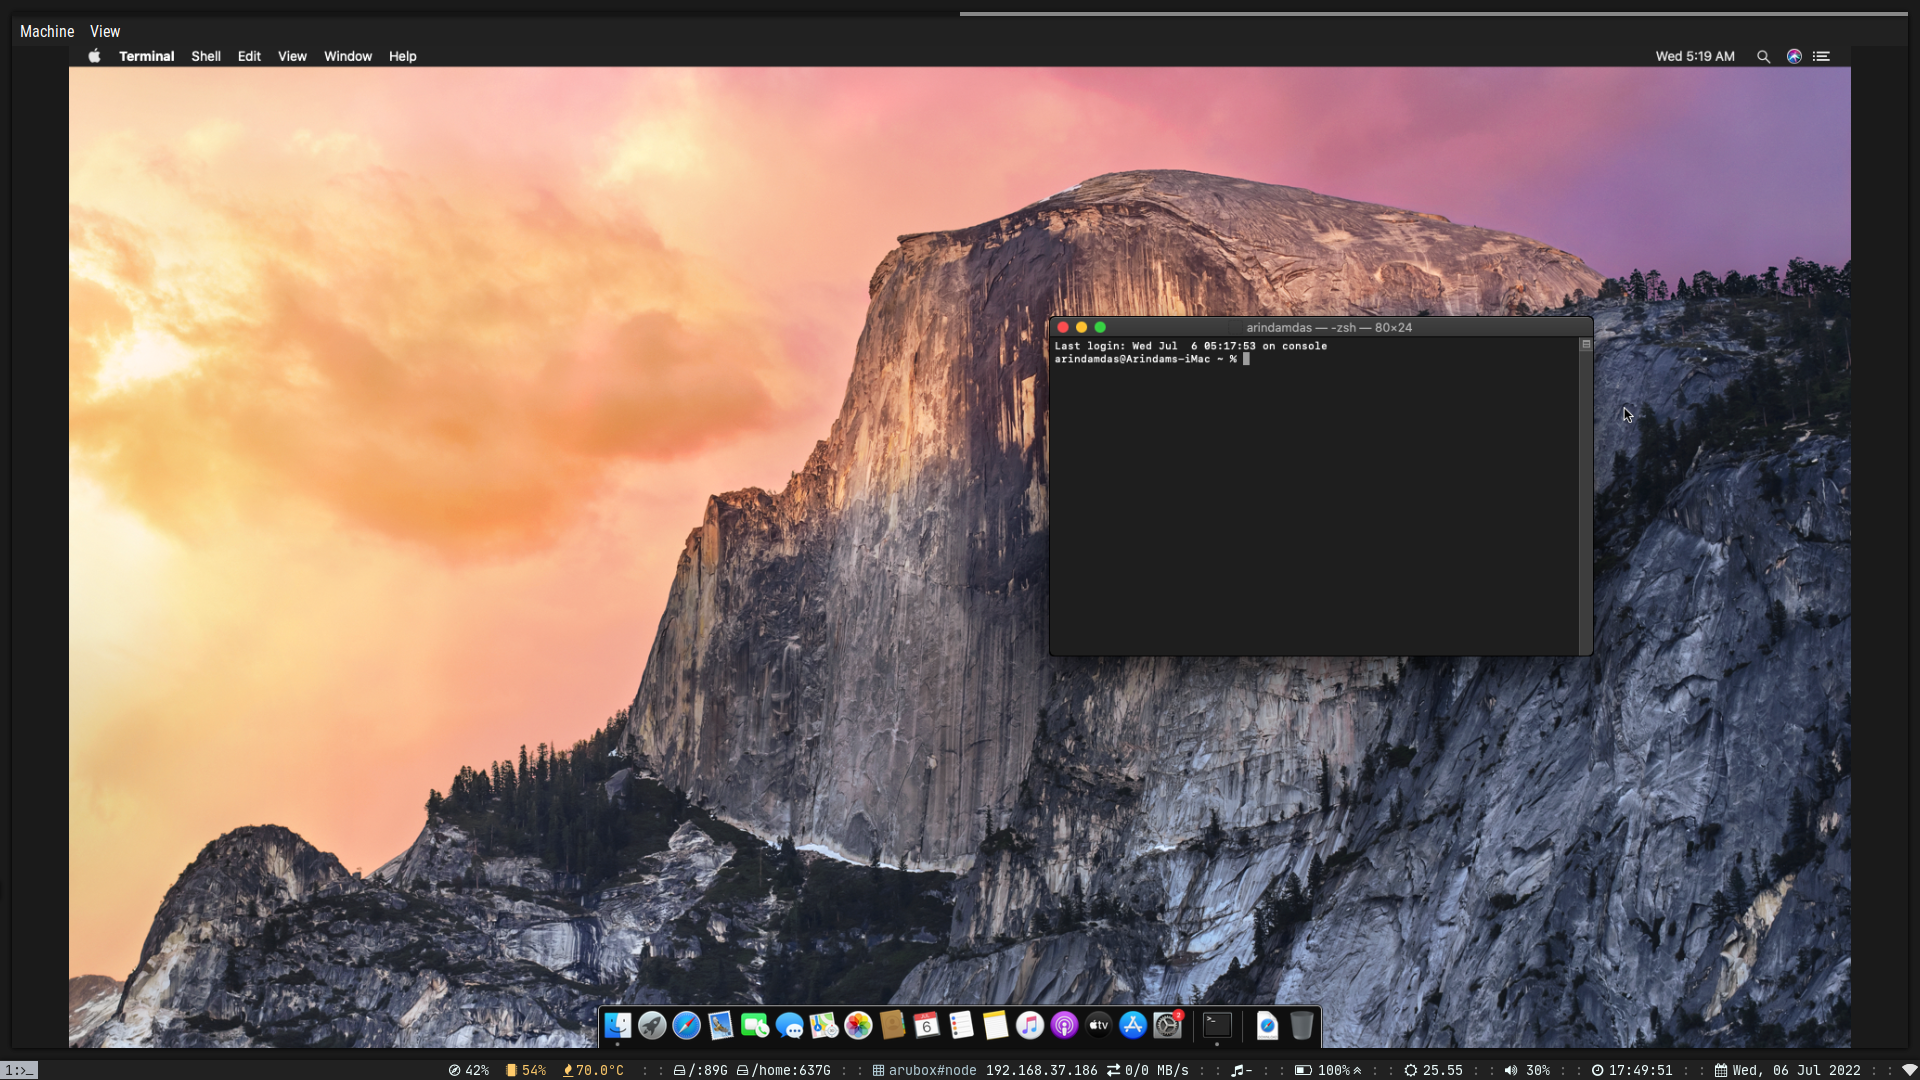 Machine View
Terminal Shell Edit View Window Help Wed 5:19 AM
arindamdas — -zsh — 80×24
Last login: Wed Jul  6 05:17:53 on console
arindamdas@Arindams-iMac ~ %
JUL
6
tv
2
>_
1:>_ 42% 54% 70.0°C : : /:89G /home:637G : : arubox#node 192.168.37.186 0/0 MB/s : : - : : 100% : : 25.55 : : 30% : : 17:49:51 : : Wed, 06 Jul 2022 : :